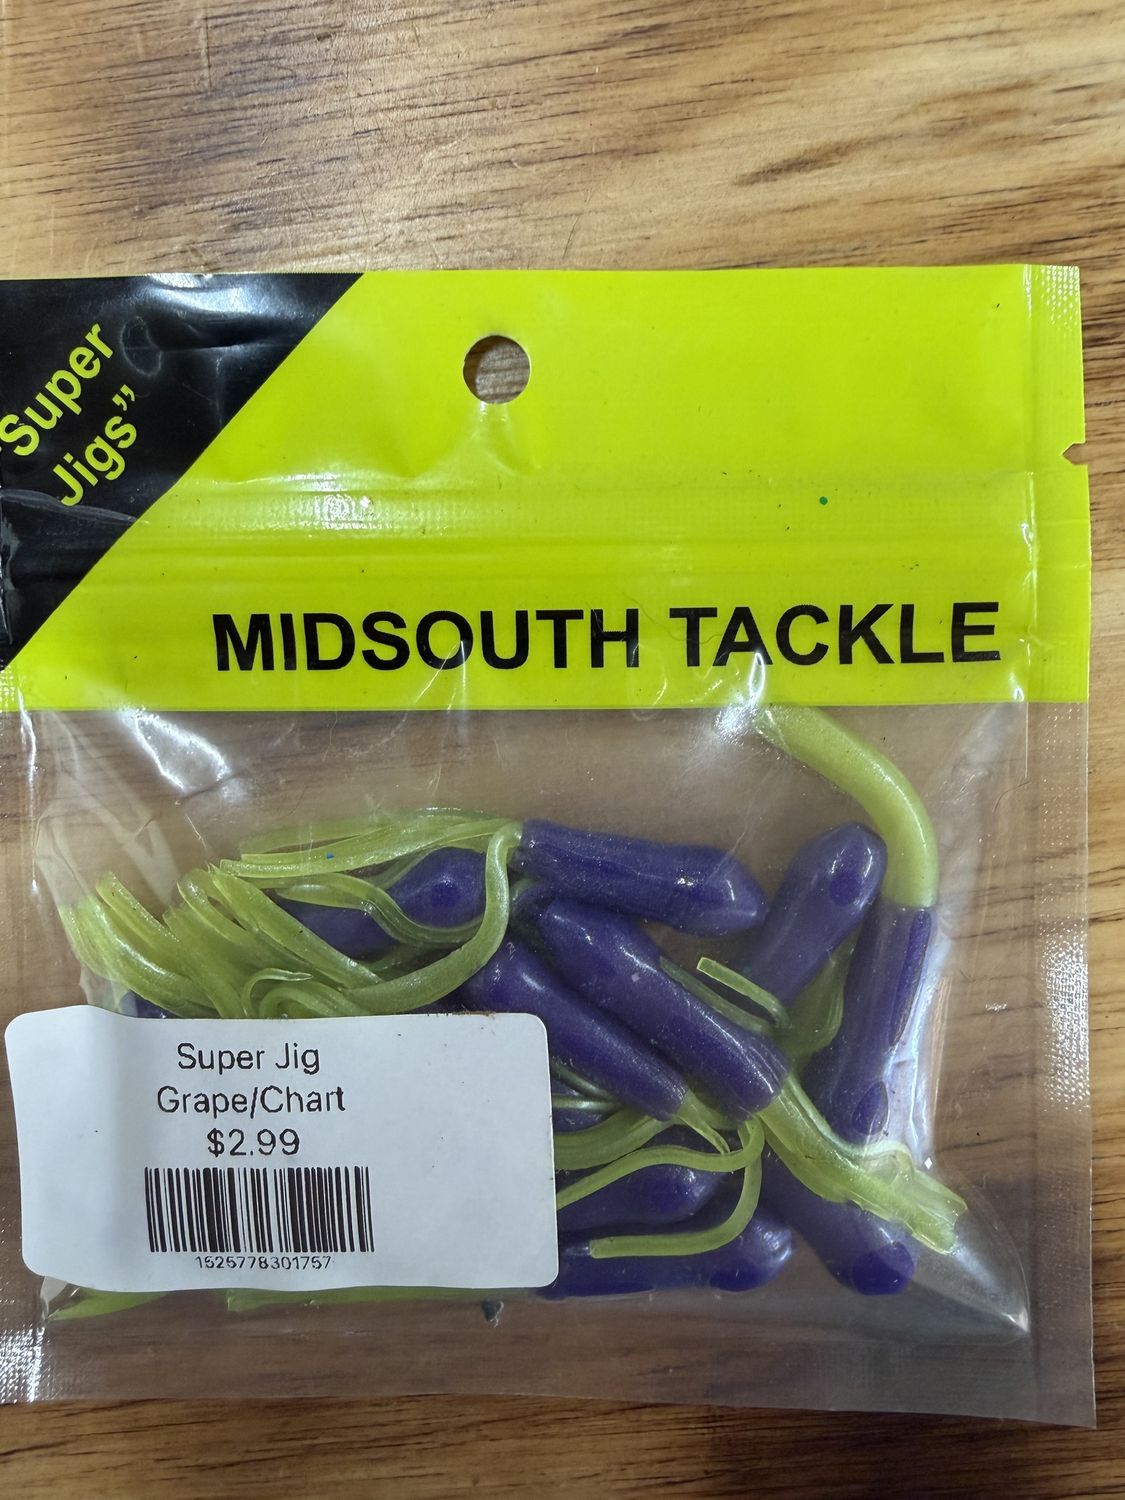 "Super
Jigs"
MIDSOUTH TACKLE
Super Jig
Grape/Chart
$2.99
1525778301757